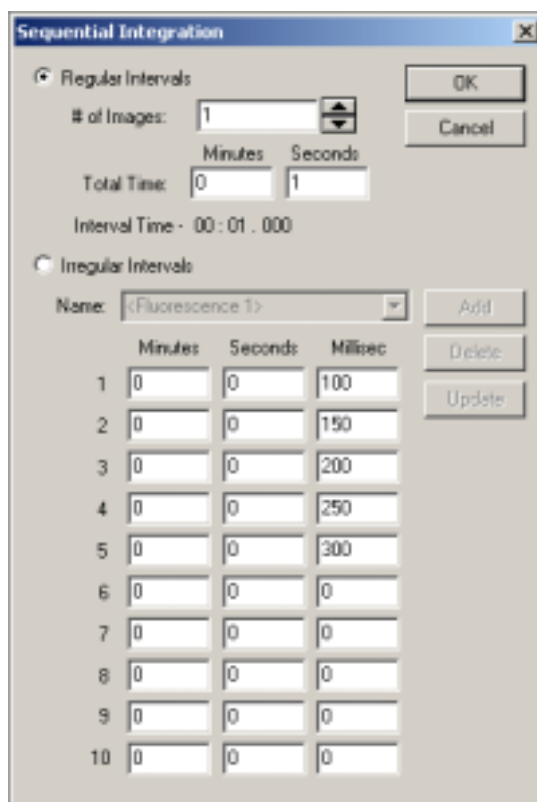 Sequential Integration
Regular Intervals OK
# of Images: 1 Cancel
Minutes Seconds
Total Time: 0 1
Interval Time - 00 : 01 . 000
Irregular Intervals
Name: <Fluorescence 1> Add
Minutes Seconds Millisec Delete
1 0 0 100 Update
2 0 0 150
3 0 0 200
4 0 0 250
5 0 0 300
6 0 0 0
7 0 0 0
8 0 0 0
9 0 0 0
10 0 0 0